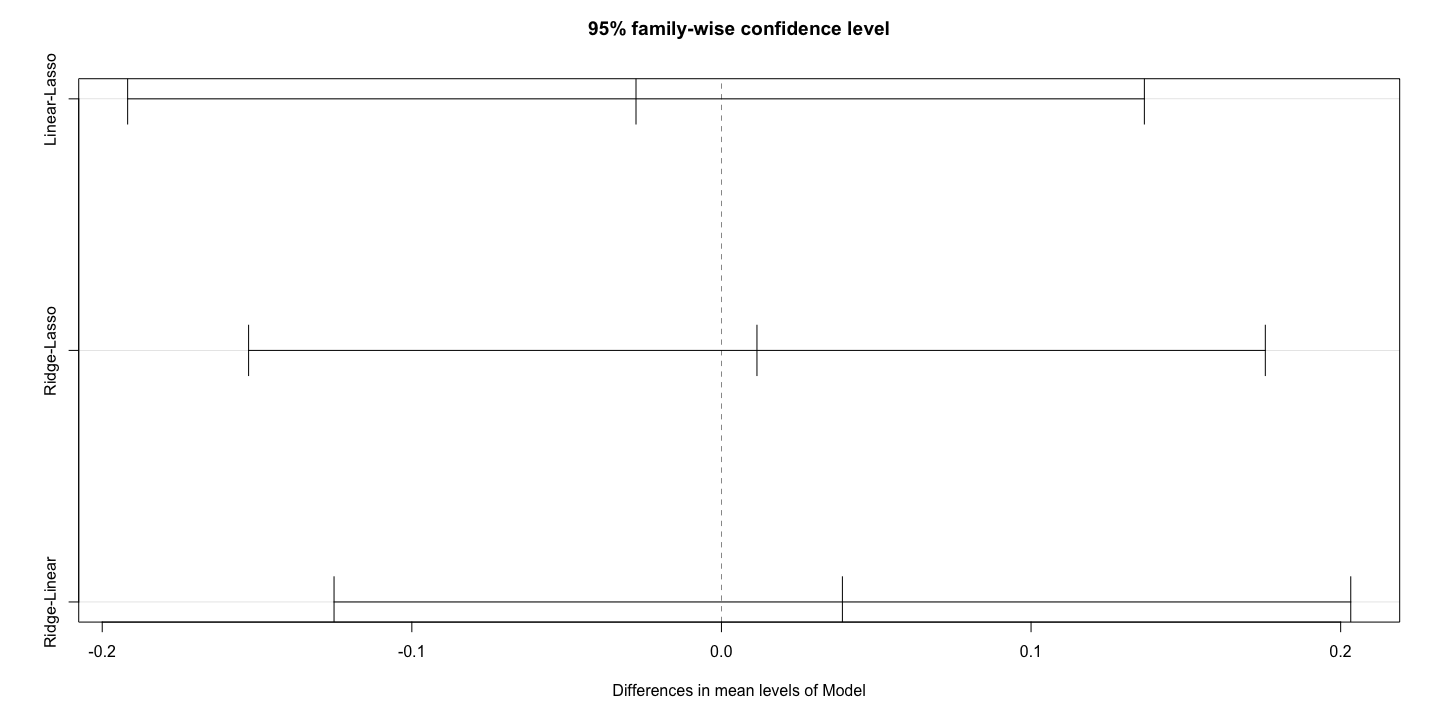 95% family-wise confidence level
Linear-Lasso
Ridge-Lasso
Ridge-Linear
-0.2 -0.1 0.0 0.1 0.2
Differences in mean levels of Model